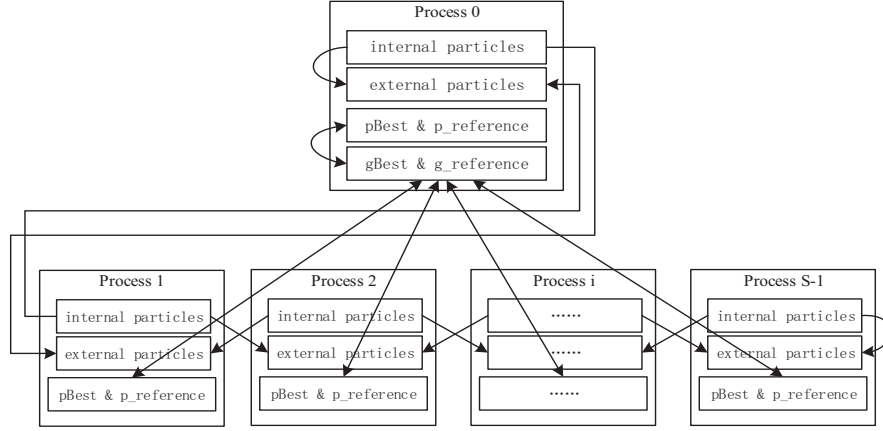 Process 0
internal particles
external particles
pBest & p_reference
gBest & g_reference
Process 1
internal particles
external particles
pBest & p_reference
Process 2
internal particles
external particles
pBest & p_reference
Process i
······
······
······
Process S-1
internal particles
external particles
pBest & p_reference